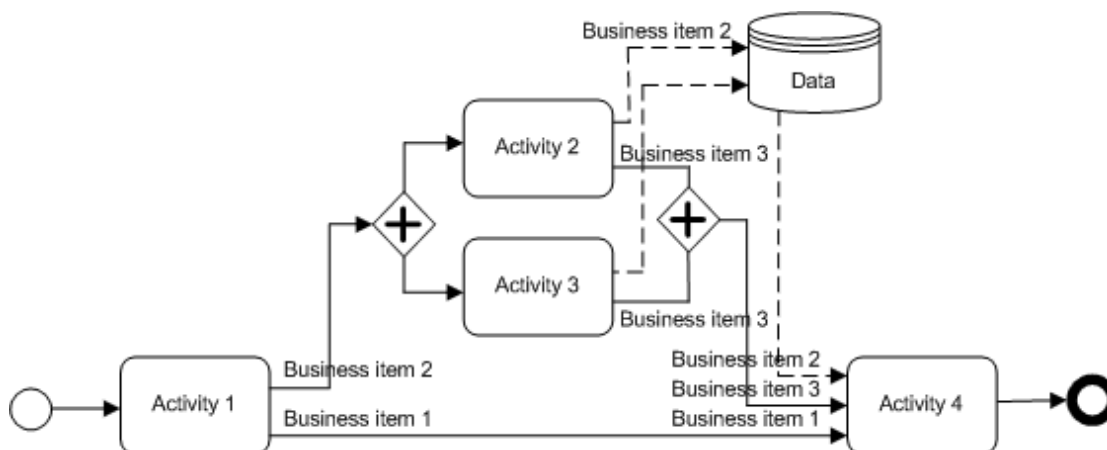 Business item 2
Data
Activity 2
Business item 3
Activity 3
Business item 3
Business item 2
Business item 2
Activity 1
Business item 3
Activity 4
Business item 1
Business item 1